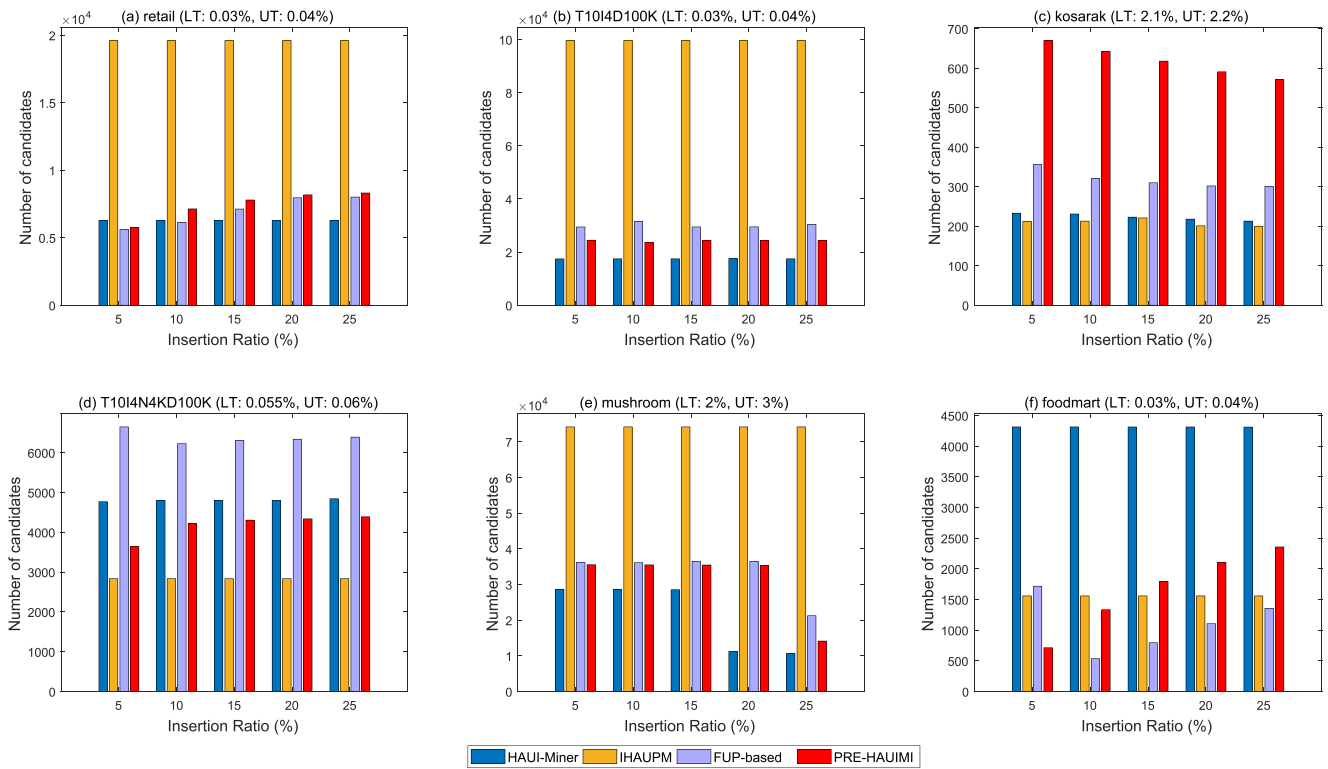 (a) retail (LT: 0.03%, UT: 0.04%)
×10⁴
2
1.5
1
0.5
0
Number of candidates
5 10 15 20 25
Insertion Ratio (%)
(b) T10I4D100K (LT: 0.03%, UT: 0.04%)
×10⁴
10
8
6
4
2
0
Number of candidates
5 10 15 20 25
Insertion Ratio (%)
(c) kosarak (LT: 2.1%, UT: 2.2%)
700
600
500
400
300
200
100
0
Number of candidates
5 10 15 20 25
Insertion Ratio (%)
(d) T10I4N4KD100K (LT: 0.055%, UT: 0.06%)
6000
5000
4000
3000
2000
1000
0
Number of candidates
5 10 15 20 25
Insertion Ratio (%)
(e) mushroom (LT: 2%, UT: 3%)
×10⁴
7
6
5
4
3
2
1
0
Number of candidates
5 10 15 20 25
Insertion Ratio (%)
(f) foodmart (LT: 0.03%, UT: 0.04%)
4500
4000
3500
3000
2500
2000
1500
1000
500
0
Number of candidates
5 10 15 20 25
Insertion Ratio (%)
HAUI-Miner IHAUPM FUP-based PRE-HAUIMI